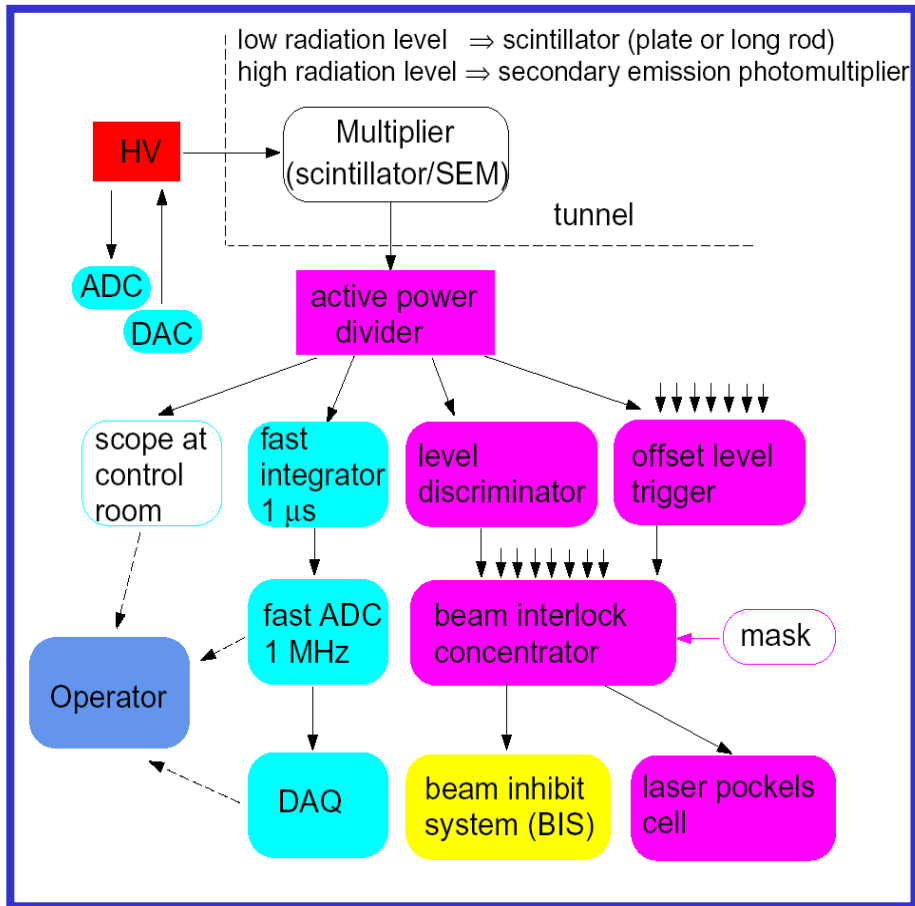 low radiation level ⇒ scintillator (plate or long rod)
high radiation level ⇒ secondary emission photomultiplier
HV
Multiplier
(scintillator/SEM)
tunnel
ADC
DAC
active power
divider
scope at
control
room
fast
integrator
1 μs
level
discriminator
offset level
trigger
fast ADC
1 MHz
beam interlock
concentrator
mask
Operator
DAQ
beam inhibit
system (BIS)
laser pockels
cell